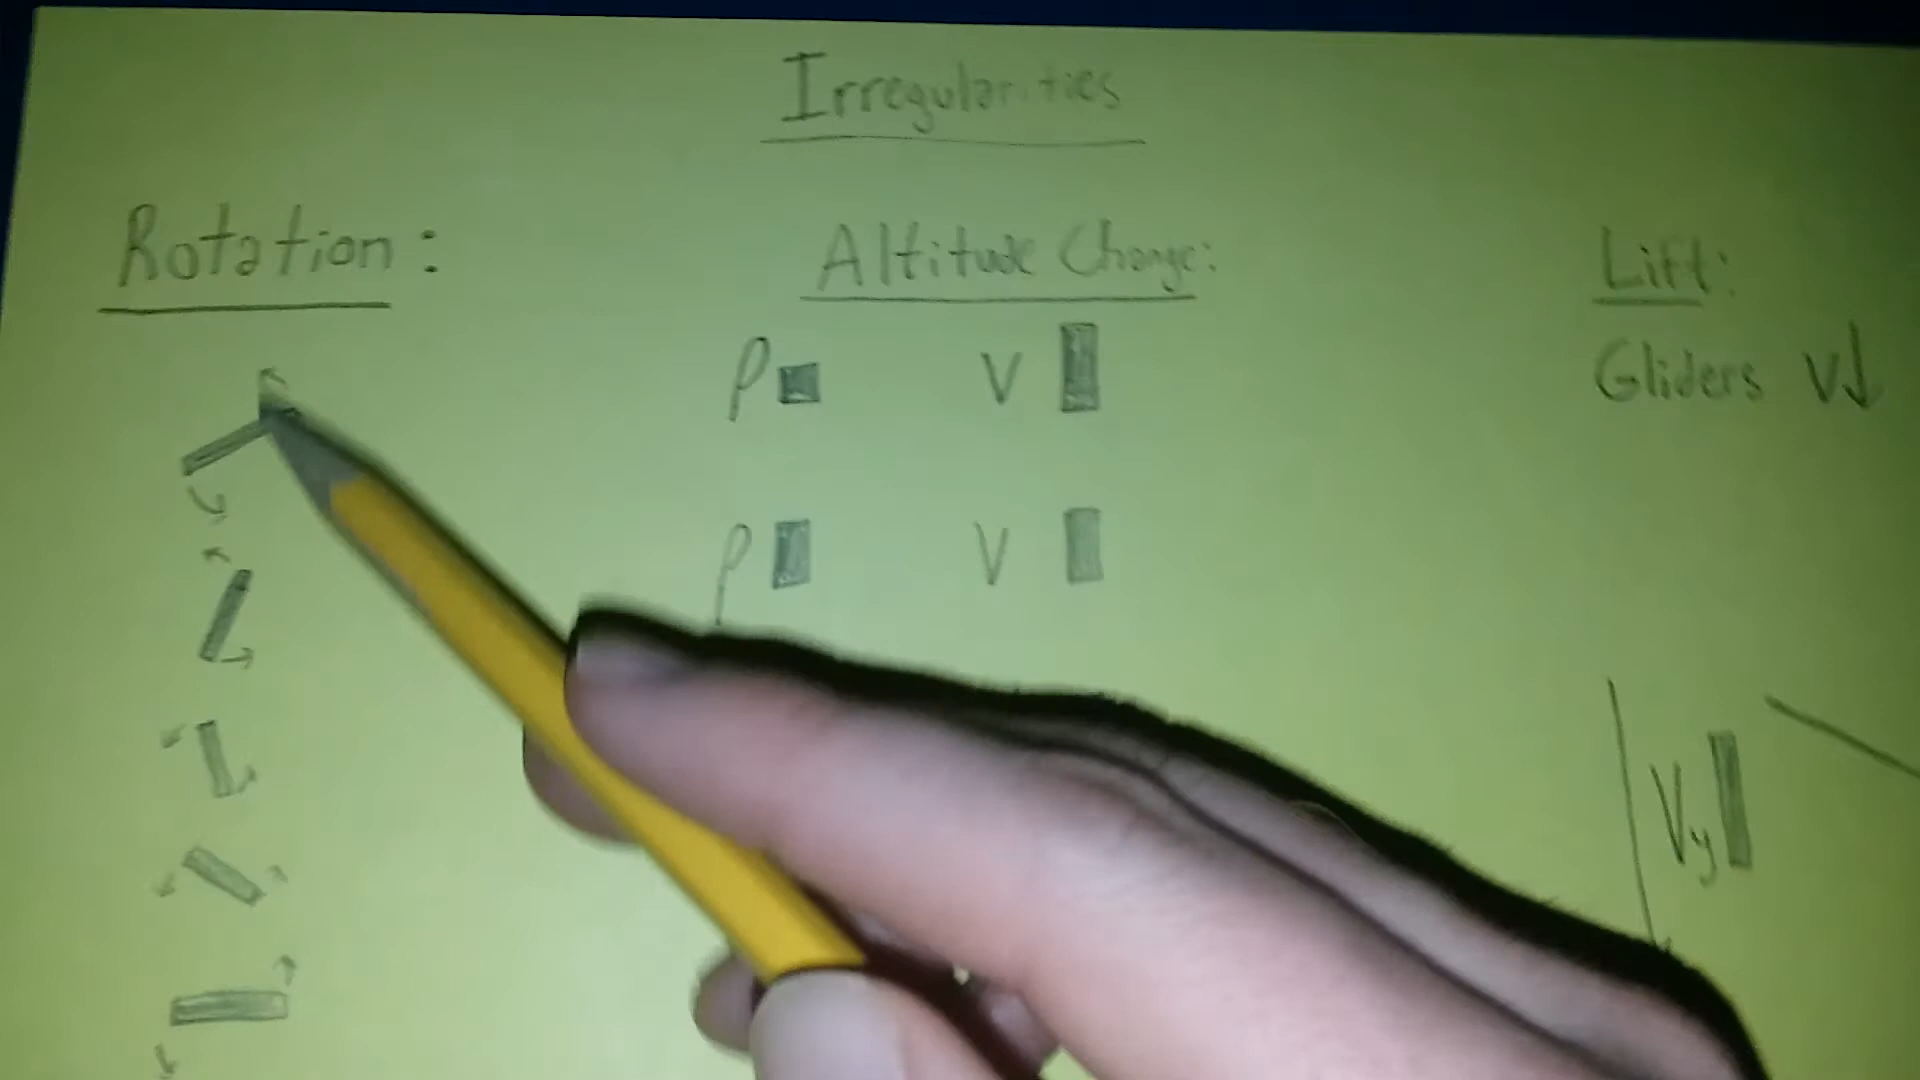 Irregularities
Rotation:
Altitude Change:
ρ V
ρ V
Lift:
Gliders V↓
Vy